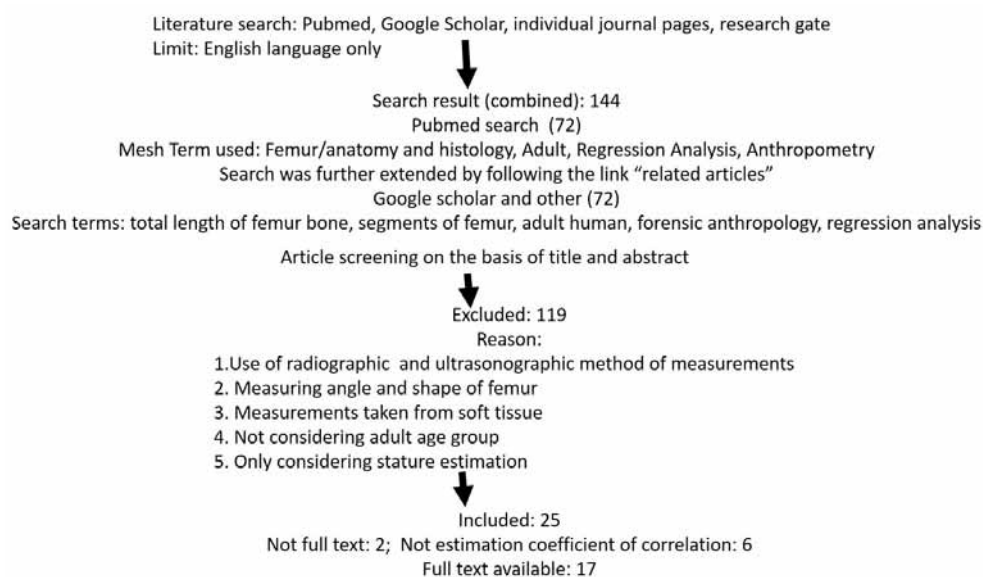 Literature search: Pubmed, Google Scholar, individual journal pages, research gate
Limit: English language only
Search result (combined): 144
Pubmed search (72)
Mesh Term used: Femur/anatomy and histology, Adult, Regression Analysis, Anthropometry
Search was further extended by following the link “related articles”
Google scholar and other (72)
Search terms: total length of femur bone, segments of femur, adult human, forensic anthropology, regression analysis
Article screening on the basis of title and abstract
Excluded: 119
Reason:
1.Use of radiographic and ultrasonographic method of measurements
2. Measuring angle and shape of femur
3. Measurements taken from soft tissue
4. Not considering adult age group
5. Only considering stature estimation
Included: 25
Not full text: 2; Not estimation coefficient of correlation: 6
Full text available: 17